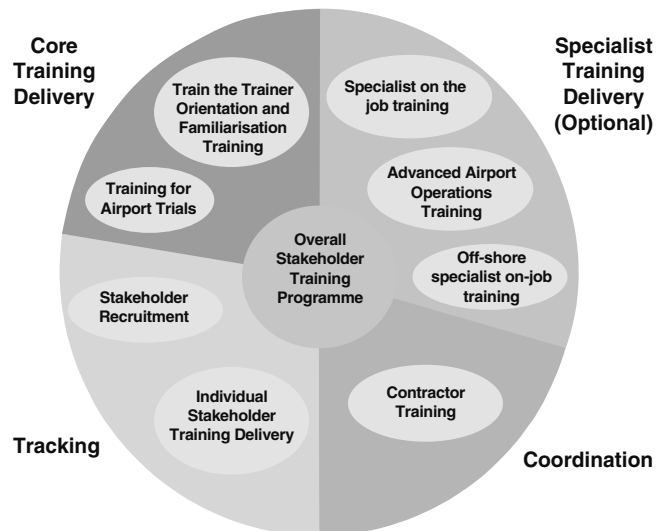 Core
Training
Delivery
Train the Trainer
Orientation and
Familiarisation
Training
Training for
Airport Trials
Specialist
Training
Delivery
(Optional)
Specialist on the
job training
Advanced Airport
Operations
Training
Off-shore
specialist on-job
training
Overall
Stakeholder
Training
Programme
Stakeholder
Recruitment
Individual
Stakeholder
Training Delivery
Tracking
Contractor
Training
Coordination